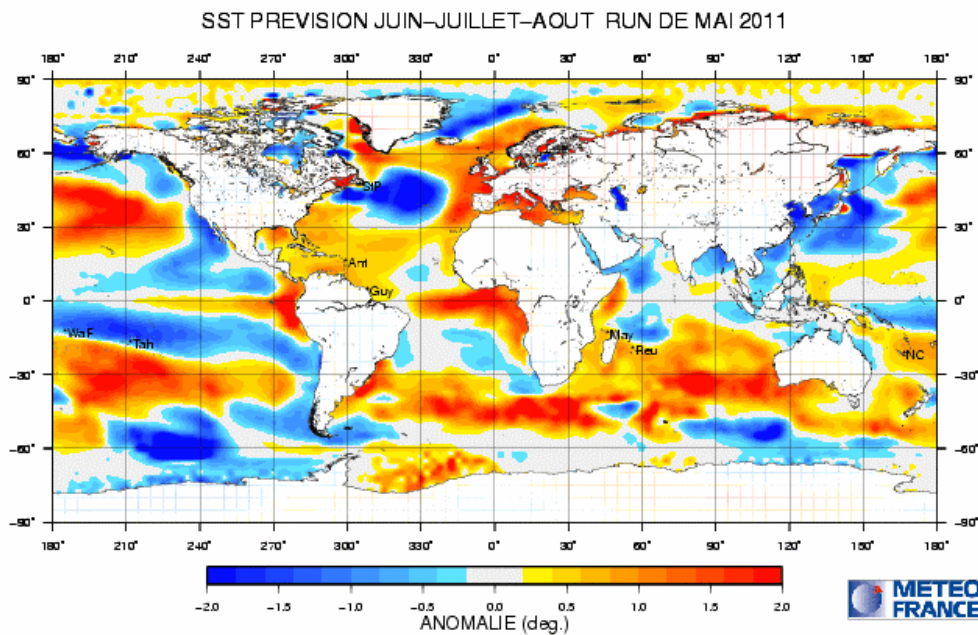 SST PREVISION JUIN–JUILLET–AOUT RUN DE MAI 2011
180° 210° 240° 270° 300° 330° 0° 30° 60° 90° 120° 150° 180°
90° 90°
60° 60°
StP
30° 30°
Ant
Guy
0° 0°
WaF May
Tah Reu NC
−30° −30°
−60° −60°
−90° −90°
180° 210° 240° 270° 300° 330° 0° 30° 60° 90° 120° 150° 180°
−2.0 −1.5 −1.0 −0.5 0.0 0.5 1.0 1.5 2.0
ANOMALIE (deg.)
METEO
FRANCE